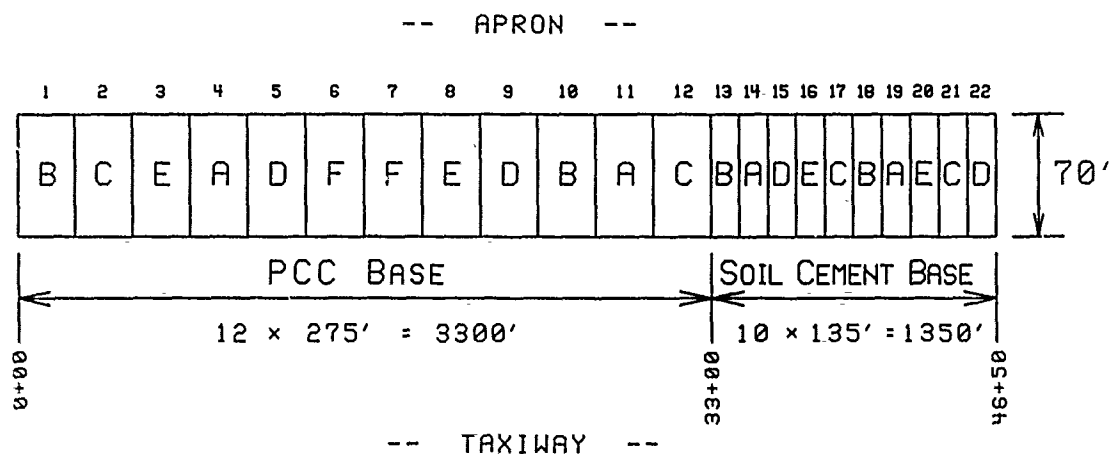 -- APRON --
1 2 3 4 5 6 7 8 9 10 11 12 13 14 15 16 17 18 19 20 21 22
B C E A D F F E D B A C B A D E C B A E C D 70'
PCC BASE SOIL CEMENT BASE
12 × 275' = 3300' 10 × 135' = 1350'
0+00 33+00 46+50
-- TAXIWAY --